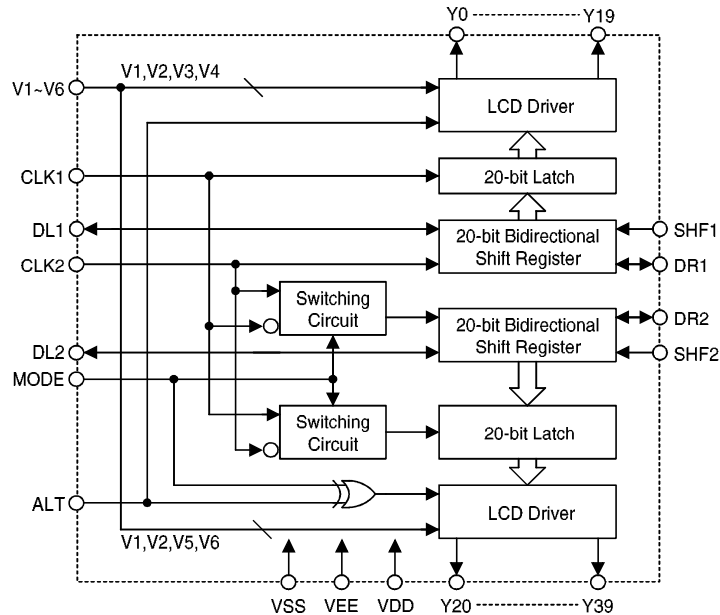 Y0 Y19
V1~V6
V1,V2,V3,V4
LCD Driver
CLK1
20-bit Latch
DL1
20-bit Bidirectional
Shift Register
SHF1
CLK2
DR1
Switching
Circuit
20-bit Bidirectional
Shift Register
DR2
DL2
SHF2
MODE
Switching
Circuit
20-bit Latch
ALT
LCD Driver
V1,V2,V5,V6
VSS VEE VDD Y20 Y39